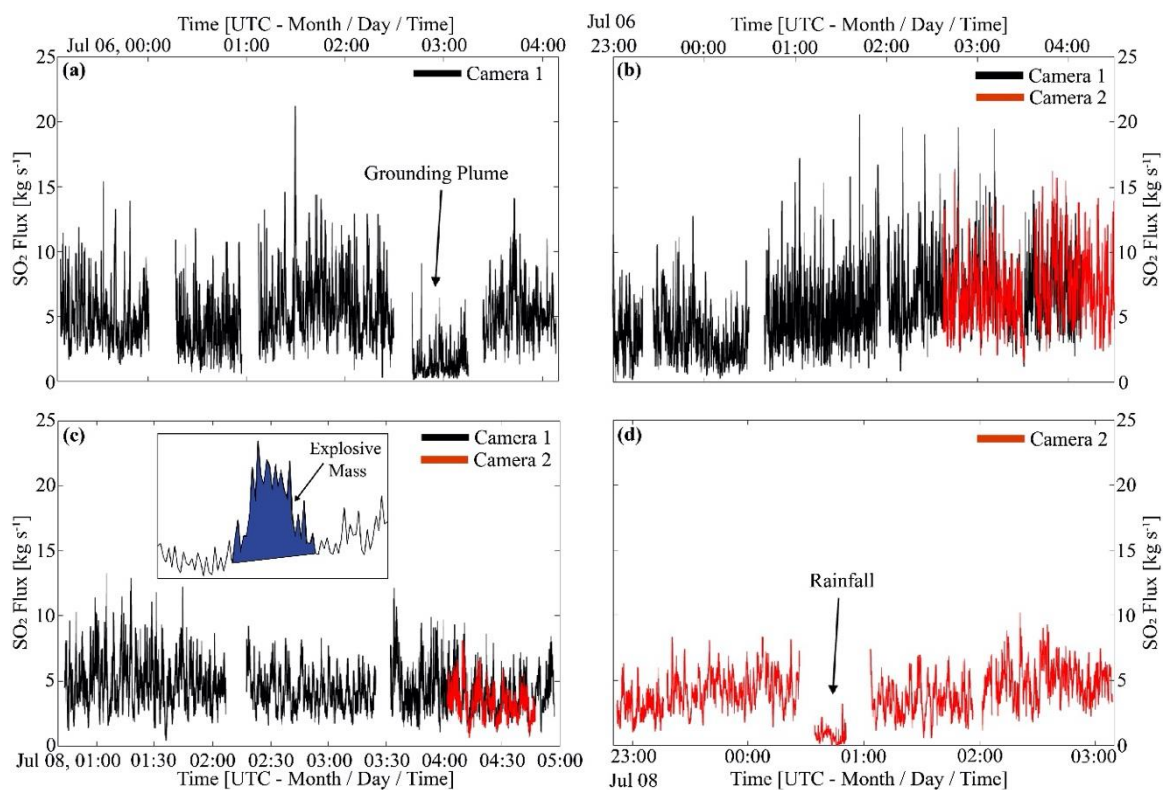 Time [UTC - Month / Day / Time]
Jul 06, 00:00 01:00 02:00 03:00 04:00
Jul 06
Time [UTC - Month / Day / Time]
23:00 00:00 01:00 02:00 03:00 04:00
SO₂ Flux [kg s⁻¹]
25
20
15
10
5
0
(a)
Camera 1
Grounding Plume
(b)
Camera 1
Camera 2
25
20
15
10
5
0
SO₂ Flux [kg s⁻¹]
SO₂ Flux [kg s⁻¹]
25
20
15
10
5
0
(c)
Explosive
Mass
Camera 1
Camera 2
(d)
Camera 2
Rainfall
25
20
15
10
5
0
SO₂ Flux [kg s⁻¹]
Jul 08, 01:00 01:30 02:00 02:30 03:00 03:30 04:00 04:30 05:00
Time [UTC - Month / Day / Time]
23:00 00:00 01:00 02:00 03:00
Jul 08
Time [UTC - Month / Day / Time]